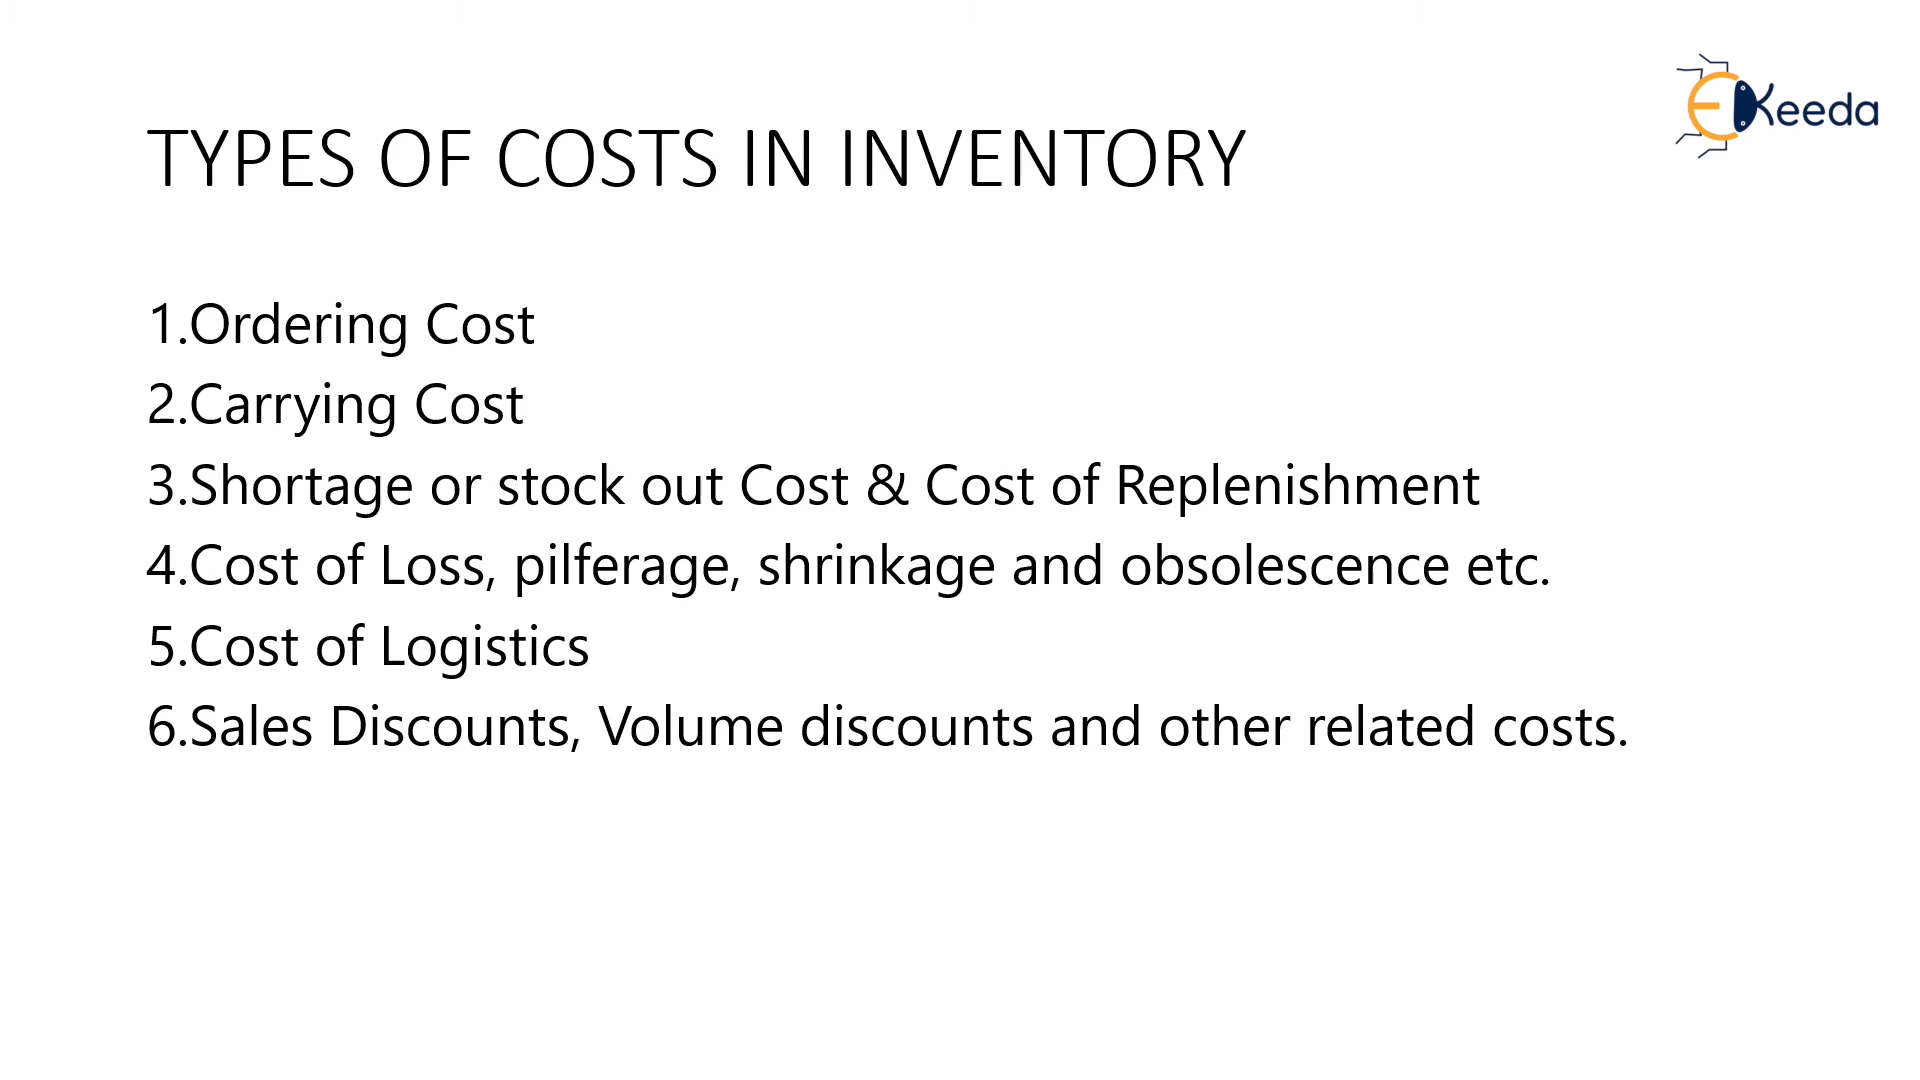 EKeeda
TYPES OF COSTS IN INVENTORY
1.Ordering Cost
2.Carrying Cost
3.Shortage or stock out Cost & Cost of Replenishment
4.Cost of Loss, pilferage, shrinkage and obsolescence etc.
5.Cost of Logistics
6.Sales Discounts, Volume discounts and other related costs.